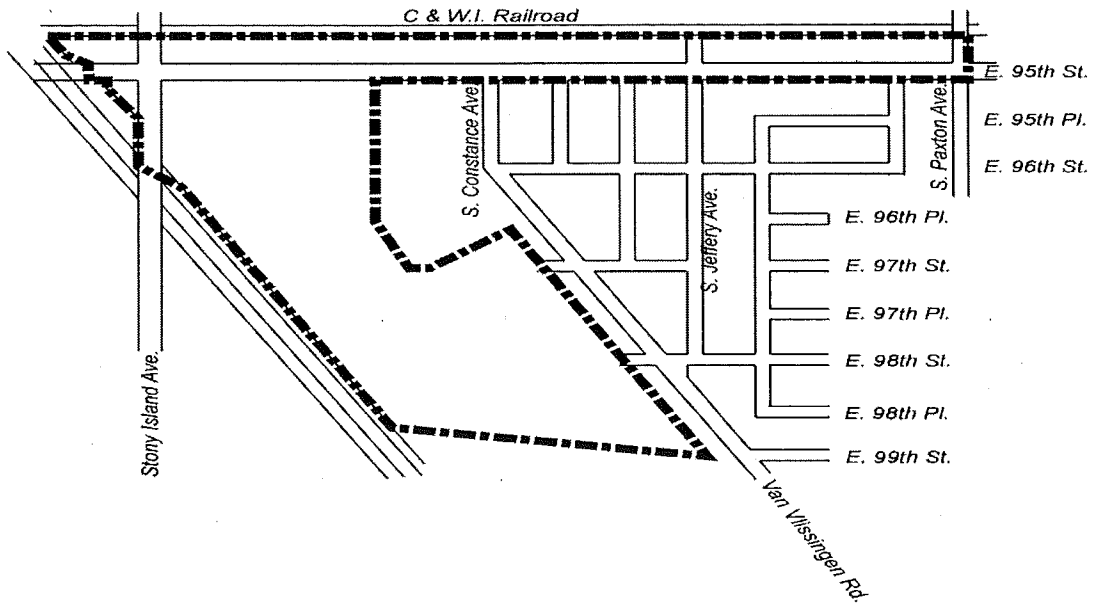 C & W.I. Railroad
E. 95th St.
E. 95th Pl.
E. 96th St.
S. Constance Ave.
S. Jeffery Ave.
S. Paxton Ave.
E. 96th Pl.
E. 97th St.
E. 97th Pl.
E. 98th St.
E. 98th Pl.
E. 99th St.
Stony Island Ave.
Van Vlissingen Rd.